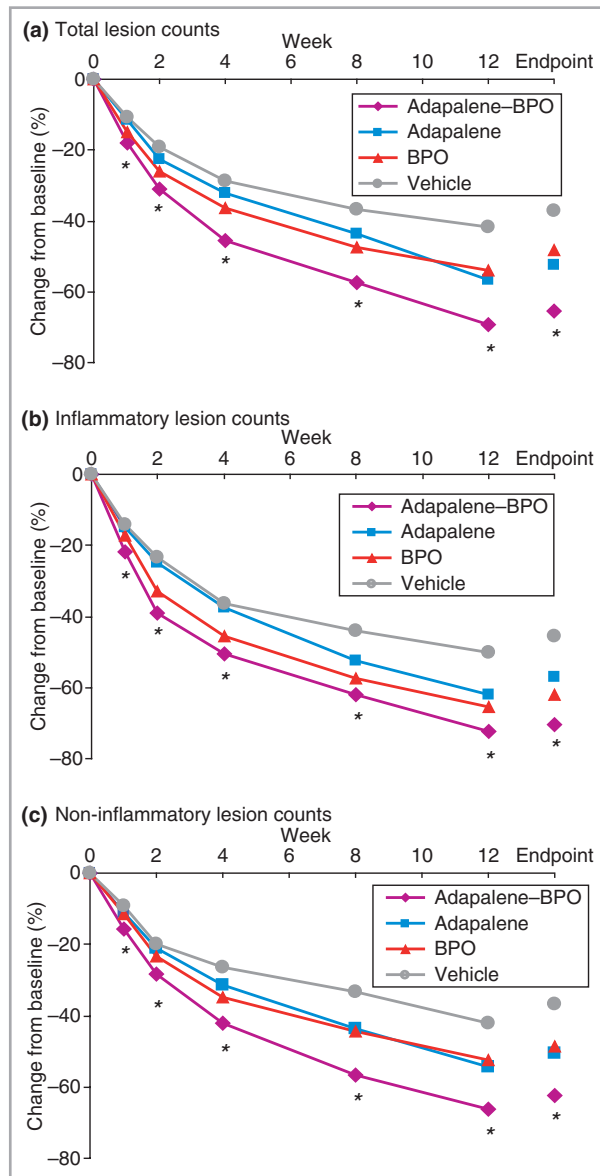 (a) Total lesion counts
Week
0 2 4 6 8 10 12 Endpoint
0
–20
–40
–60
–80
Change from baseline (%)
Adapalene–BPO
Adapalene
BPO
Vehicle
* * * * * *
(b) Inflammatory lesion counts
Week
0 2 4 6 8 10 12 Endpoint
0
–20
–40
–60
–80
Change from baseline (%)
Adapalene–BPO
Adapalene
BPO
Vehicle
* * * * * *
(c) Non-inflammatory lesion counts
Week
0 2 4 6 8 10 12 Endpoint
0
–20
–40
–60
–80
Change from baseline (%)
Adapalene–BPO
Adapalene
BPO
Vehicle
* * * * * *